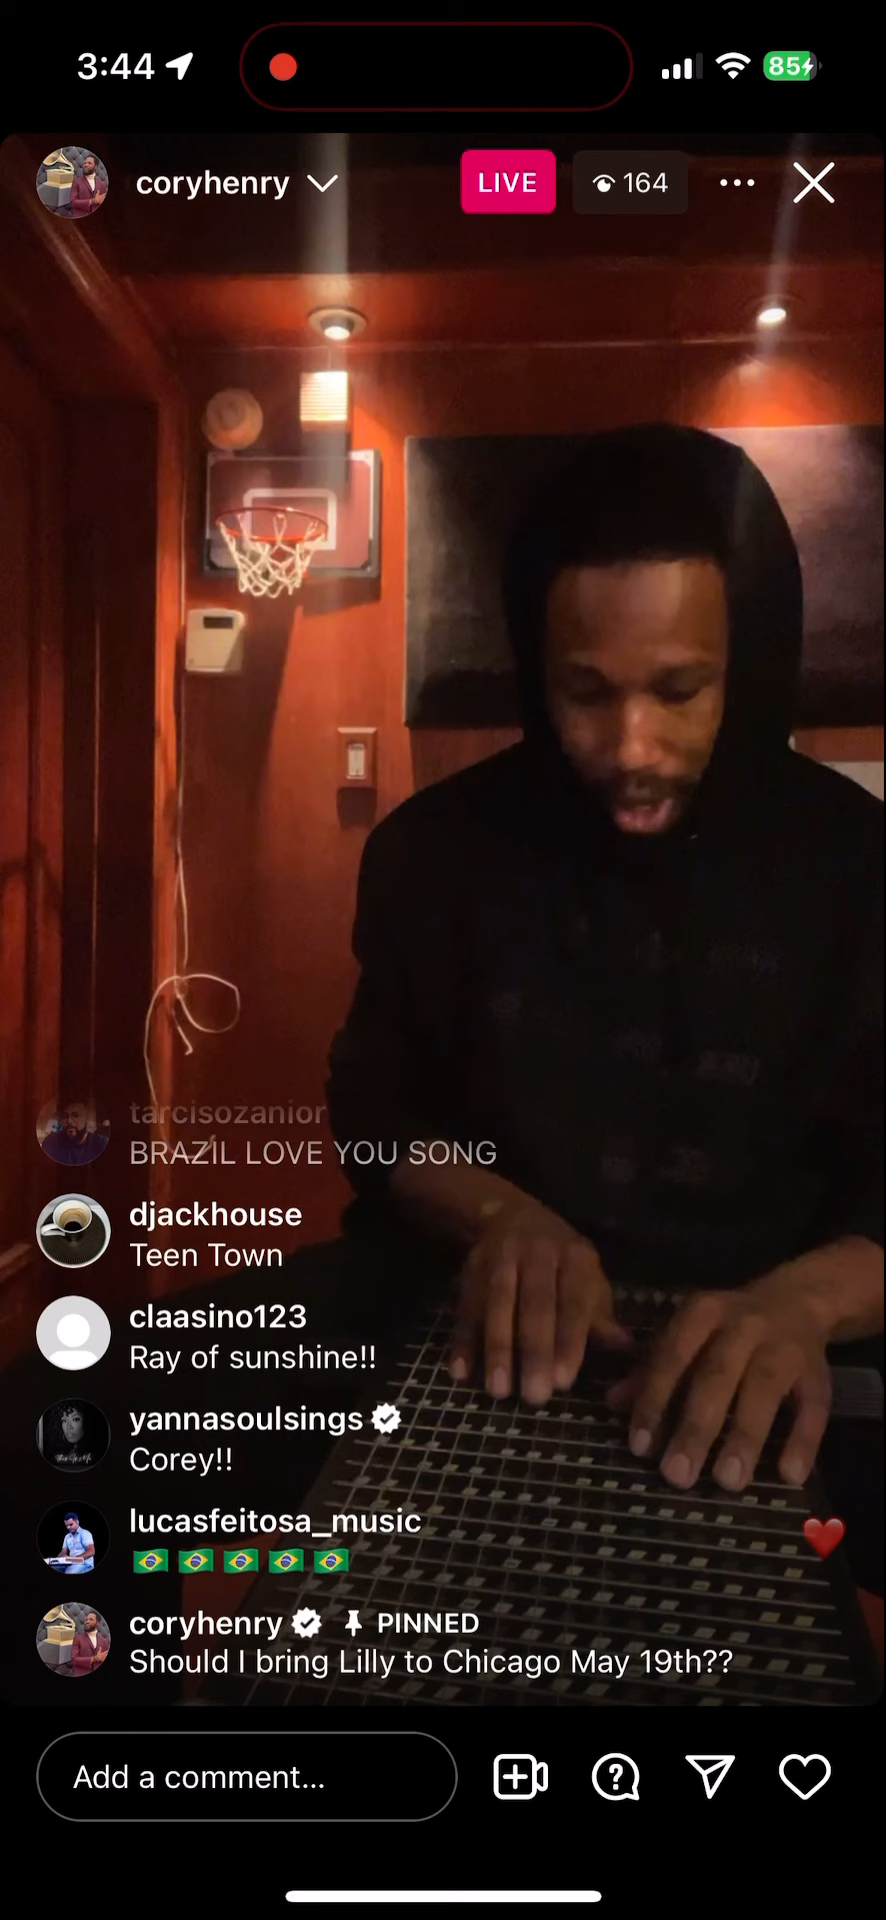 3:44
85
coryhenry
LIVE
164
tarcisozanior
BRAZIL LOVE YOU SONG
djackhouse
Teen Town
claasino123
Ray of sunshine!!
yannasoulsings
Corey!!
lucasfeitosa_music
🇧🇷 🇧🇷 🇧🇷 🇧🇷 🇧🇷
coryhenry PINNED
Should I bring Lilly to Chicago May 19th??
Add a comment...